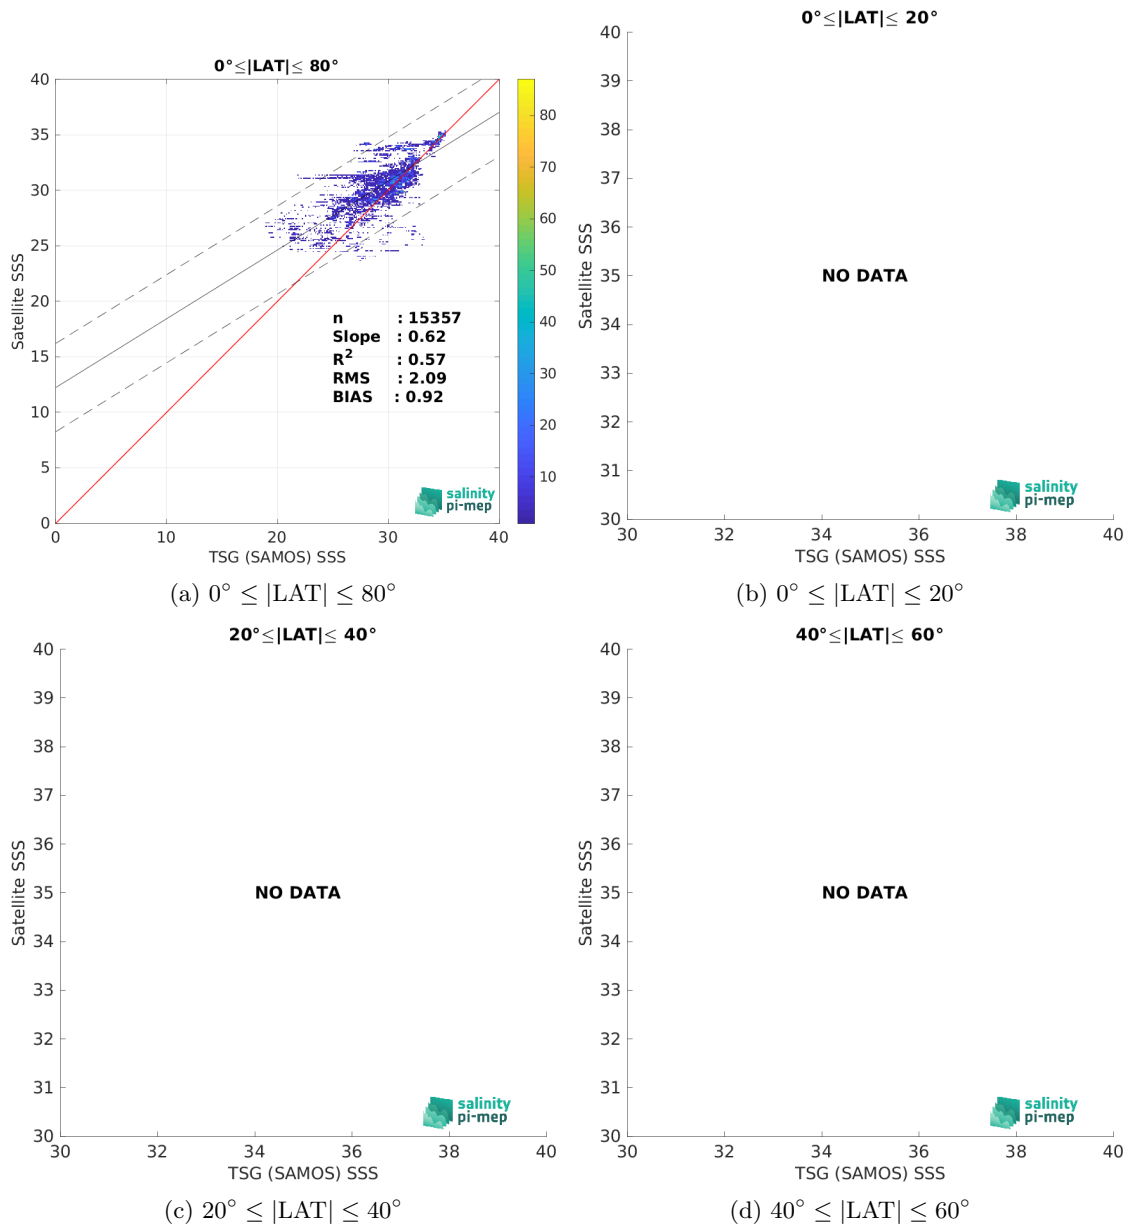 0°≤|LAT|≤ 80°
40
35
30
25
20
15
10
5
0
Satellite SSS
0
10
20
30
40
TSG (SAMOS) SSS
80
70
60
50
40
30
20
10
n : 15357
Slope : 0.62
R² : 0.57
RMS : 2.09
BIAS : 0.92
salinity
pi-mep
(a) 0° ≤ |LAT| ≤ 80°
0°≤|LAT|≤ 20°
40
39
38
37
36
35
34
33
32
31
30
Satellite SSS
NO DATA
salinity
pi-mep
30
32
34
36
38
40
TSG (SAMOS) SSS
(b) 0° ≤ |LAT| ≤ 20°
20°≤|LAT|≤ 40°
40
39
38
37
36
35
34
33
32
31
30
Satellite SSS
NO DATA
salinity
pi-mep
30
32
34
36
38
40
TSG (SAMOS) SSS
(c) 20° ≤ |LAT| ≤ 40°
40°≤|LAT|≤ 60°
40
39
38
37
36
35
34
33
32
31
30
Satellite SSS
NO DATA
salinity
pi-mep
30
32
34
36
38
40
TSG (SAMOS) SSS
(d) 40° ≤ |LAT| ≤ 60°